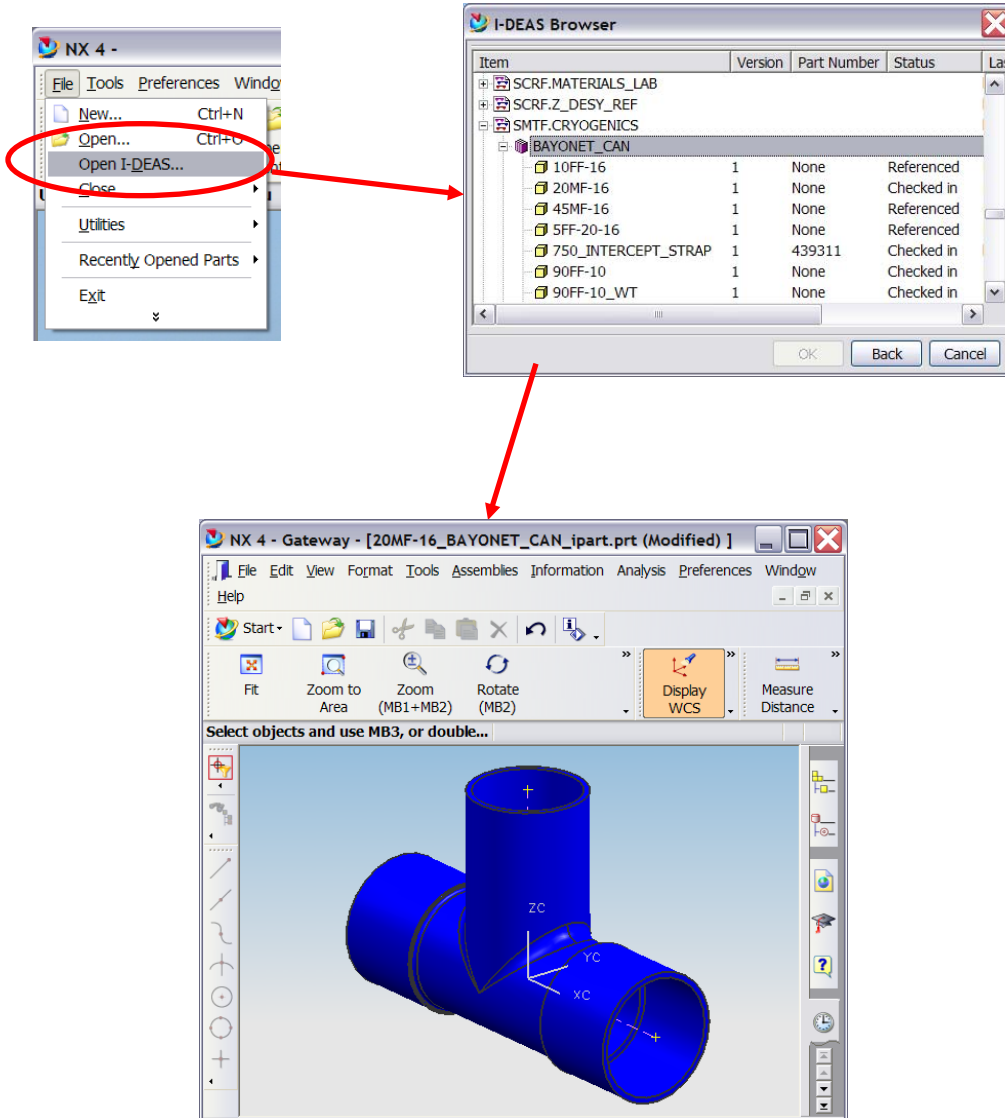 NX 4 -
File Tools Preferences Windo
New... Ctrl+N
Open... Ctrl+O
Open I-DEAS...
Close
Utilities
Recently Opened Parts
Exit
I-DEAS Browser
Item Version Part Number Status Las
SCRF.MATERIALS_LAB
SCRF.Z_DESY_REF
SMTF.CRYOGENICS
BAYONET_CAN
10FF-16 1 None Referenced
20MF-16 1 None Checked in
45MF-16 1 None Referenced
5FF-20-16 1 None Referenced
750_INTERCEPT_STRAP 1 439311 Checked in
90FF-10 1 None Checked in
90FF-10_WT 1 None Checked in
OK Back Cancel
NX 4 - Gateway - [20MF-16_BAYONET_CAN_ipart.prt (Modified) ]
File Edit View Format Tools Assemblies Information Analysis Preferences Window
Help
Start
Fit Zoom to Area Zoom (MB1+MB2) Rotate (MB2) Display WCS Measure Distance
Select objects and use MB3, or double...
ZC
YC
XC